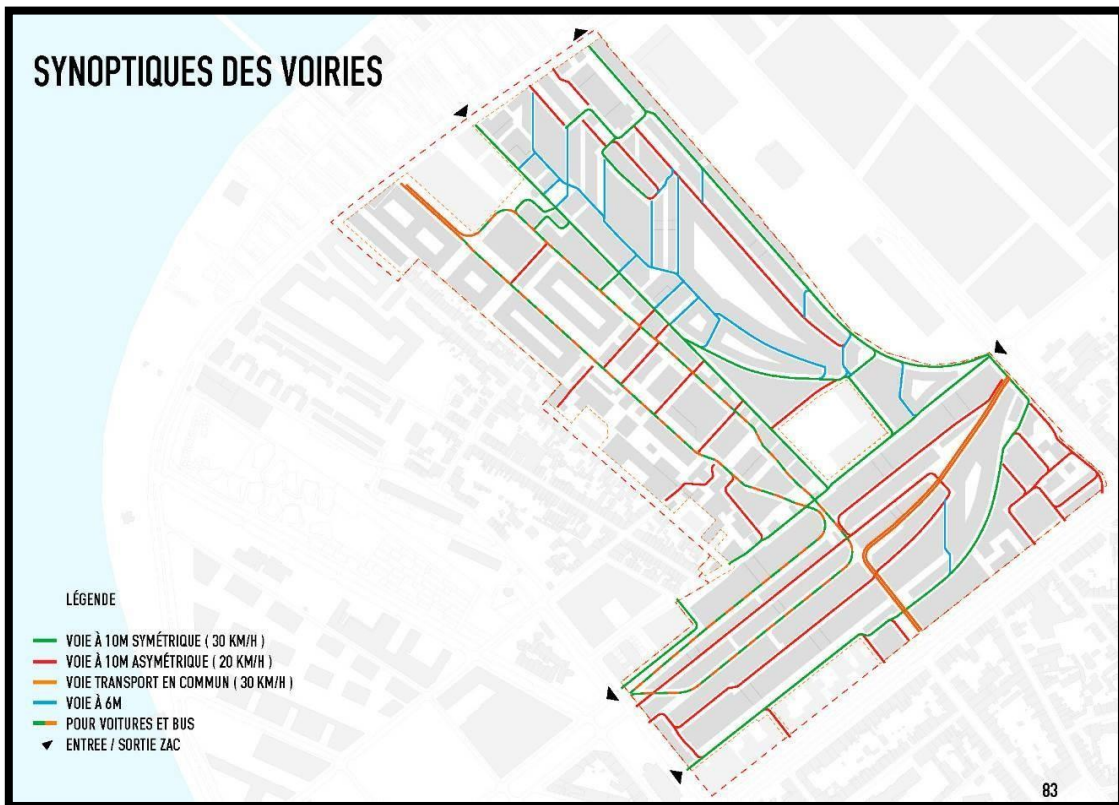 SYNOPTIQUES DES VOIRIES
LÉGENDE
VOIE À 10M SYMÉTRIQUE ( 30 KM/H )
VOIE À 10M ASYMÉTRIQUE ( 20 KM/H )
VOIE TRANSPORT EN COMMUN ( 30 KM/H )
VOIE À 6M
POUR VOITURES ET BUS
ENTREE / SORTIE ZAC
83